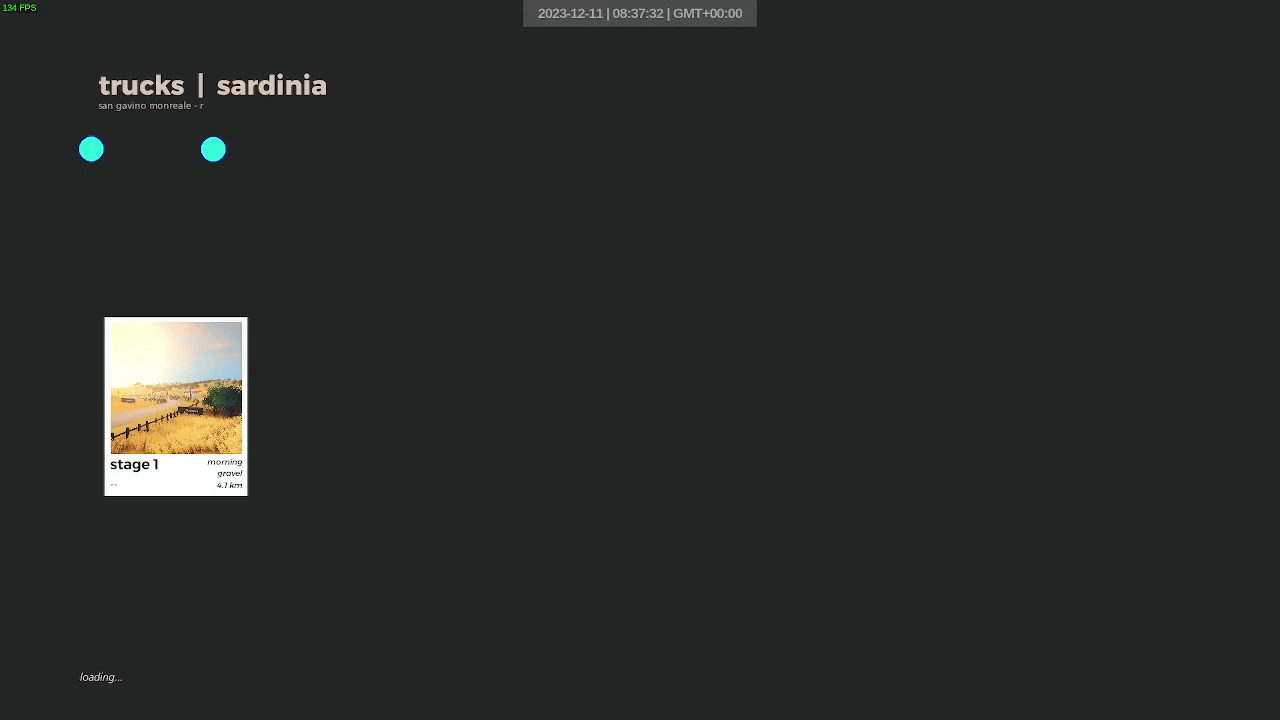 134 FPS
2023-12-11 | 08:37:32 | GMT+00:00
trucks | sardinia
san gavino monreale - r
stage 1
morning
gravel
--
4.1 km
loading...